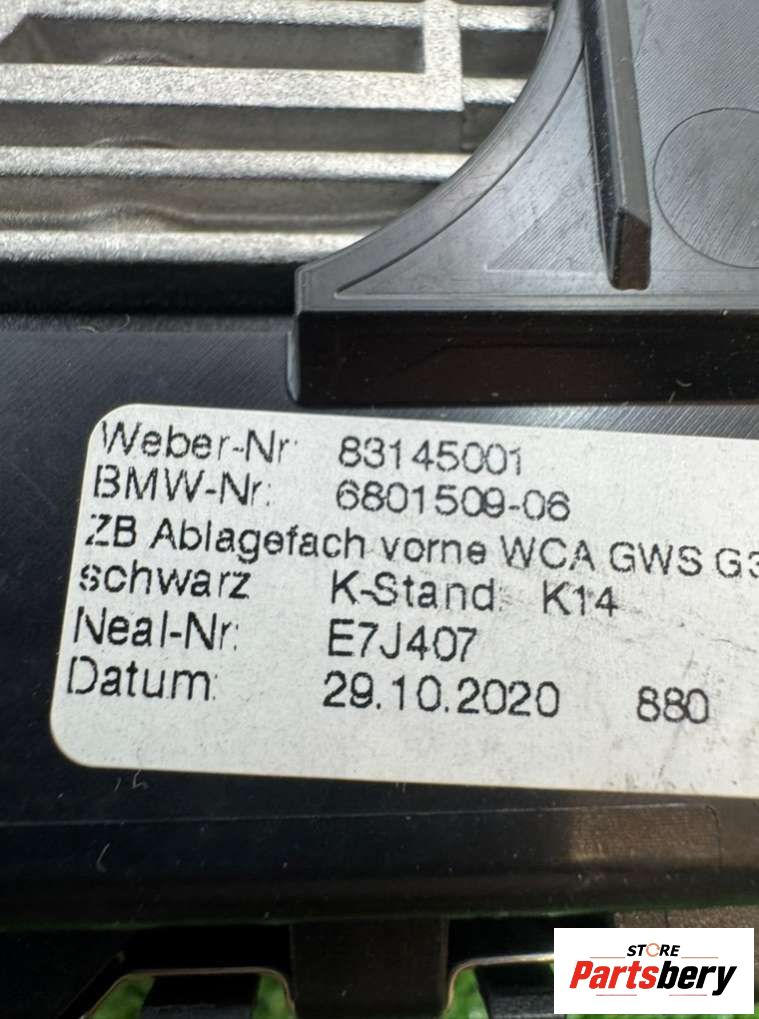 Weber-Nr: 83145001
BMW-Nr: 6801509-06
ZB Ablagefach vorne WCA GWS G3
schwarz K-Stand: K14
Neal-Nr: E7J407
Datum: 29.10.2020 880
STORE
Partsbery